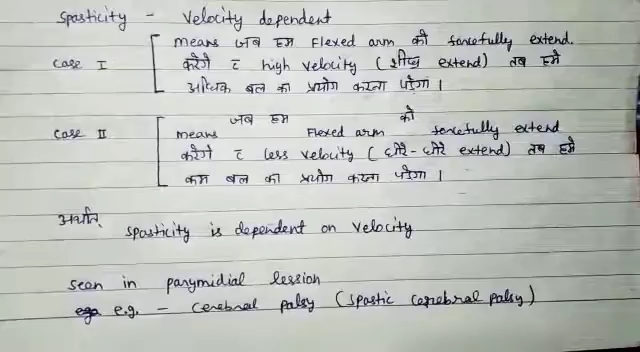 Spasticity - Velocity dependent
means जब हम Flexed arm को forcefully extend.
Case I करेंगे c̄ high velocity (शीघ्र extend) तब हमें
अधिक बल का प्रयोग करना पड़ेगा।
जब हम को
means Flexed arm forcefully extend
Case II करेंगे c̄ less velocity (धीरे-धीरे extend) तब हमें
कम बल का प्रयोग करना पड़ेगा।
अर्थात्
spasticity is dependent on velocity
seen in parymidial lession
e.g. - cerebral palsy (spastic cerebral palsy)